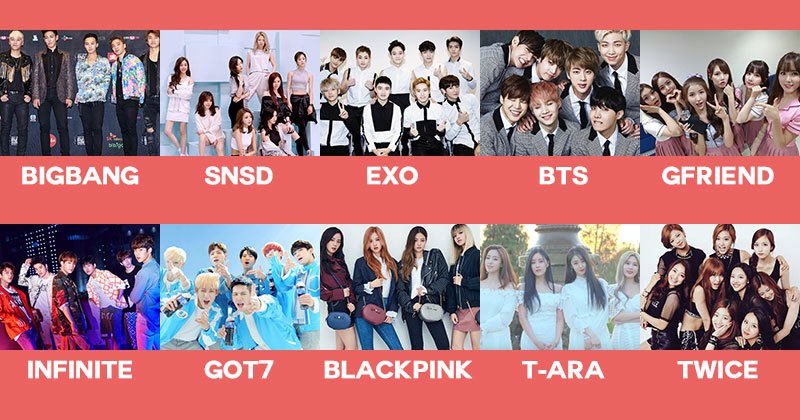 BIGBANG SNSD EXO BTS GFRIEND
INFINITE GOT7 BLACKPINK T-ARA TWICE